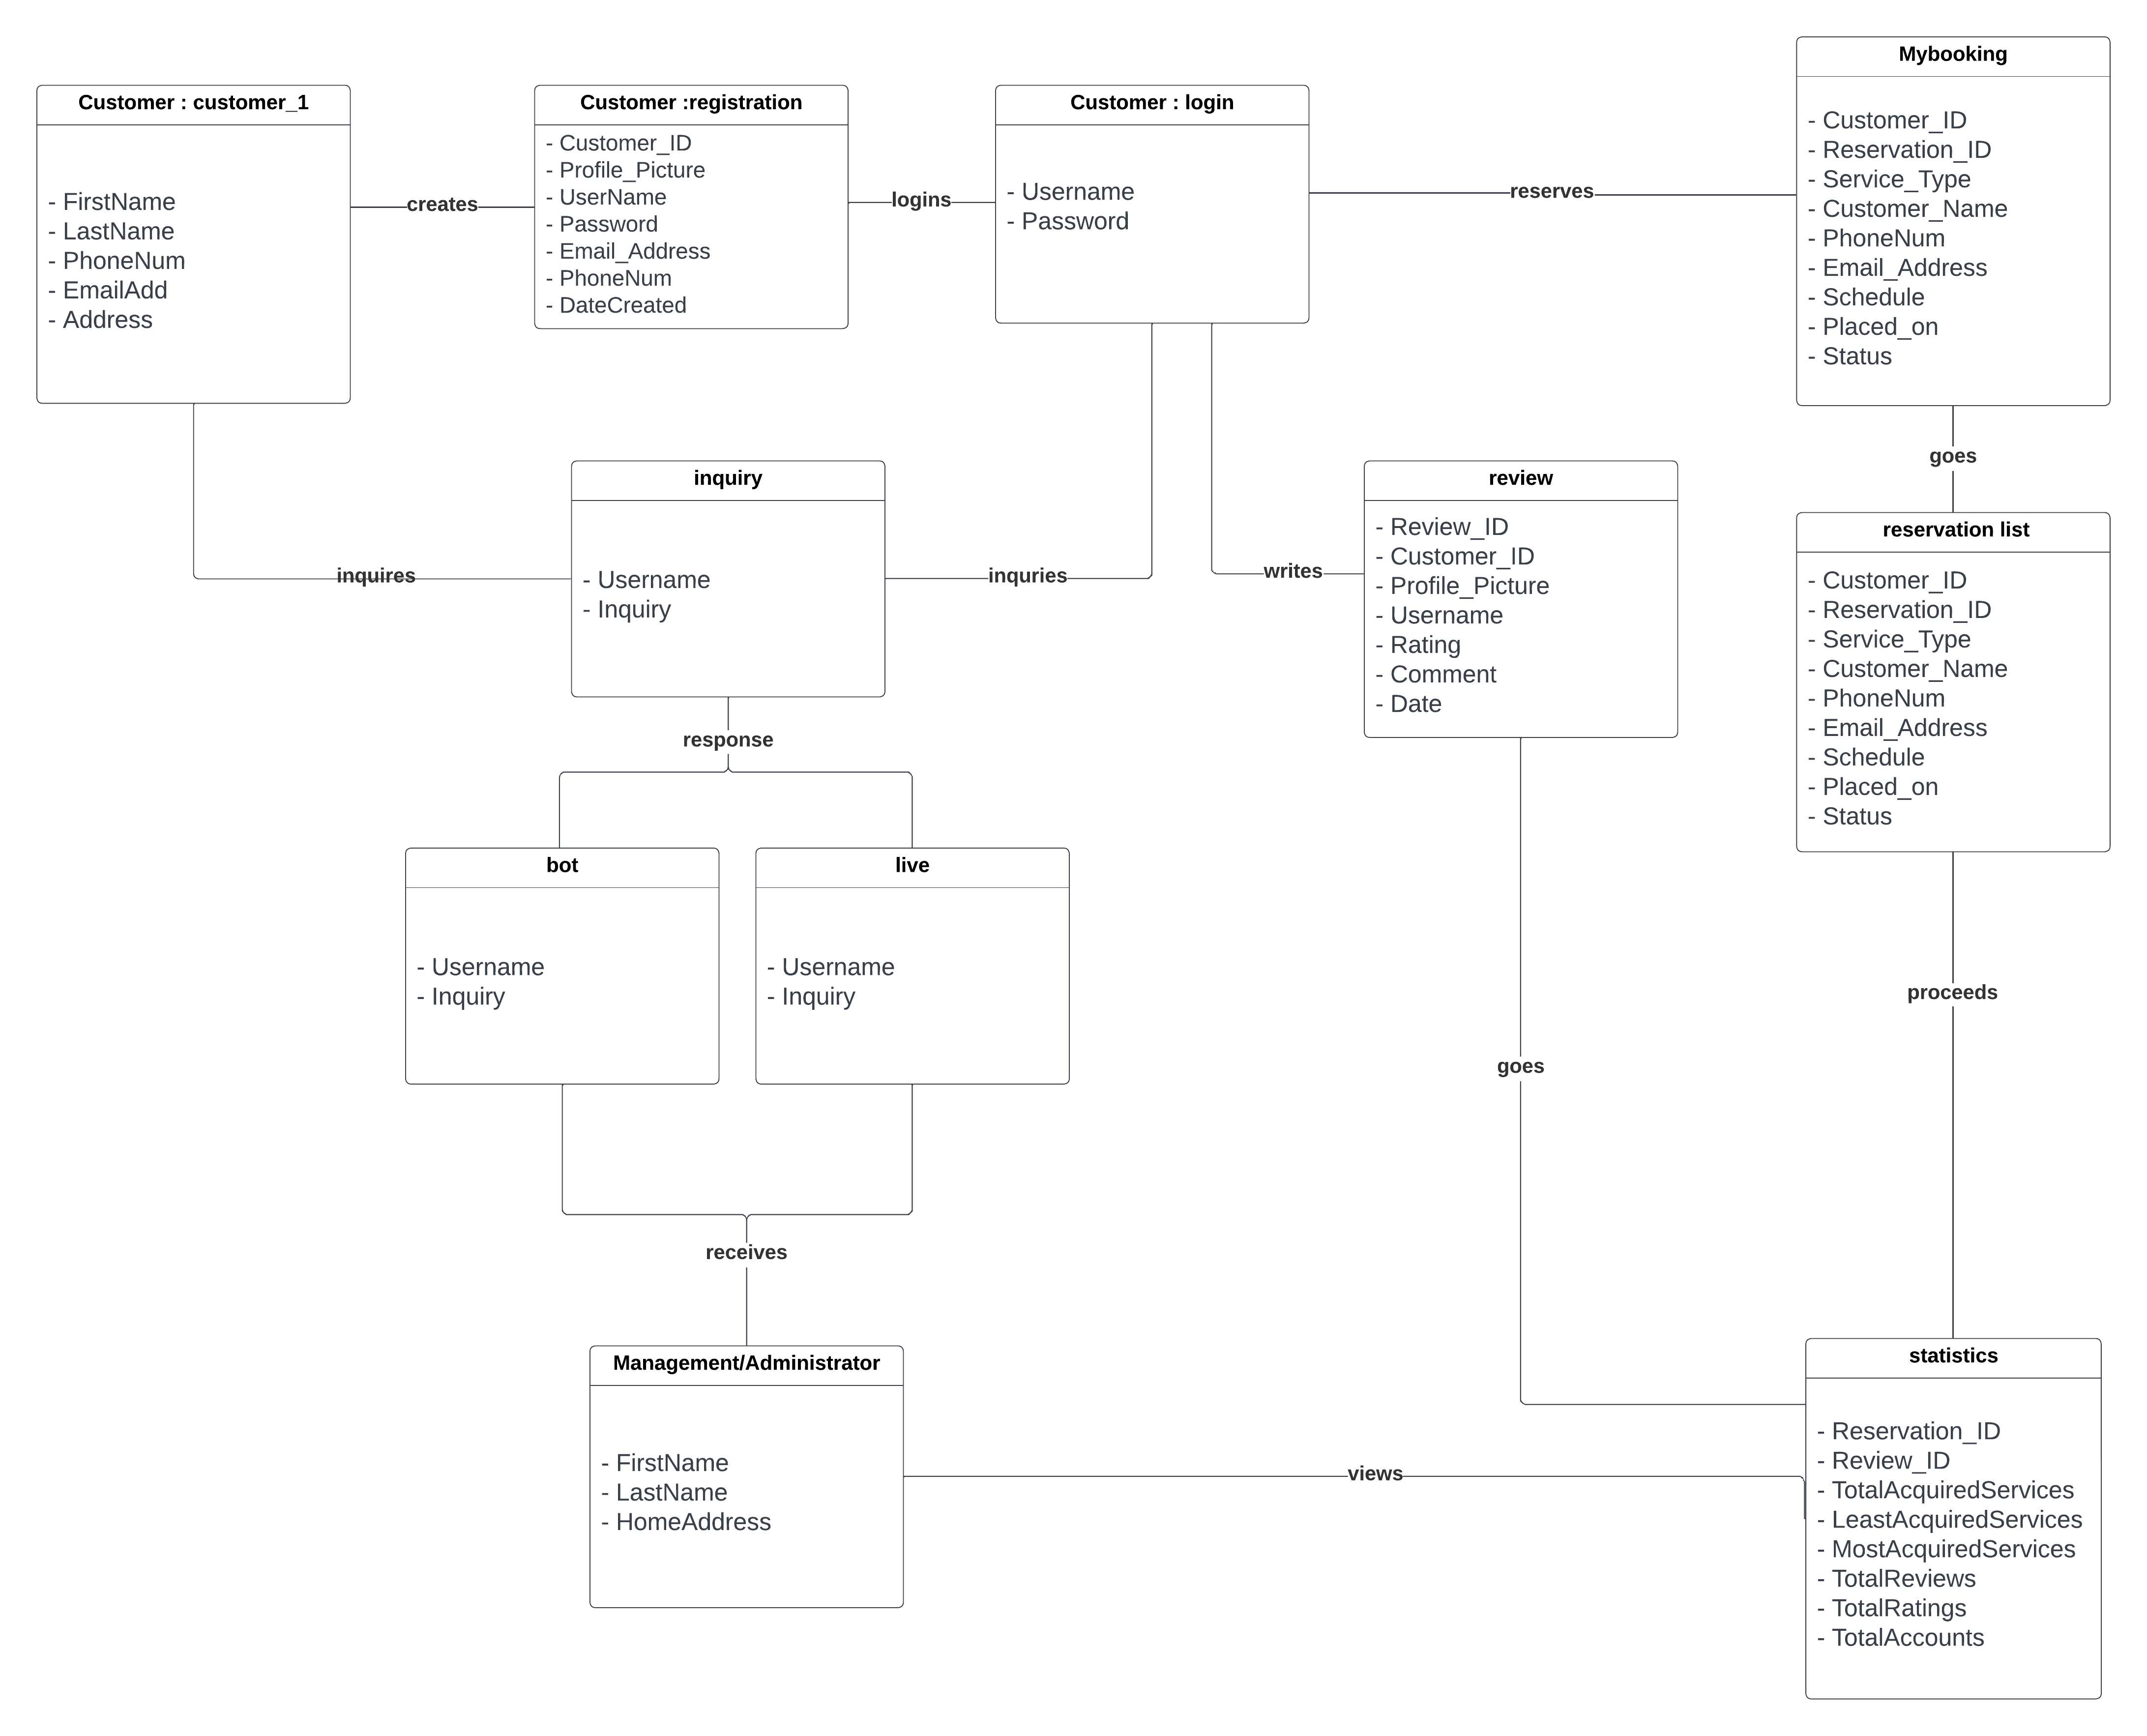 Customer : customer_1
- FirstName
- LastName
- PhoneNum
- EmailAdd
- Address
creates
Customer :registration
- Customer_ID
- Profile_Picture
- UserName
- Password
- Email_Address
- PhoneNum
- DateCreated
logins
Customer : login
- Username
- Password
reserves
Mybooking
- Customer_ID
- Reservation_ID
- Service_Type
- Customer_Name
- PhoneNum
- Email_Address
- Schedule
- Placed_on
- Status
goes
inquires
inquiry
- Username
- Inquiry
inquries
writes
review
- Review_ID
- Customer_ID
- Profile_Picture
- Username
- Rating
- Comment
- Date
reservation list
- Customer_ID
- Reservation_ID
- Service_Type
- Customer_Name
- PhoneNum
- Email_Address
- Schedule
- Placed_on
- Status
response
bot
- Username
- Inquiry
live
- Username
- Inquiry
goes
proceeds
receives
Management/Administrator
- FirstName
- LastName
- HomeAddress
views
statistics
- Reservation_ID
- Review_ID
- TotalAcquiredServices
- LeastAcquiredServices
- MostAcquiredServices
- TotalReviews
- TotalRatings
- TotalAccounts